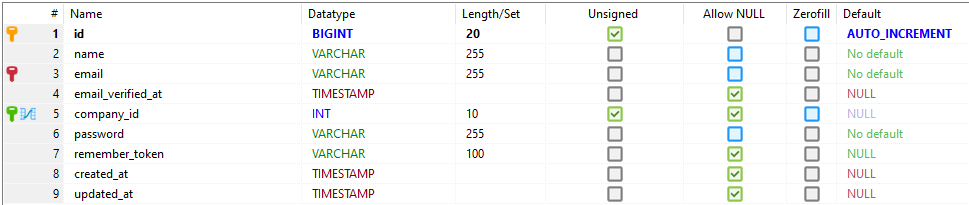 # Name Datatype Length/Set Unsigned Allow NULL Zerofill Default
1 id BIGINT 20 AUTO_INCREMENT
2 name VARCHAR 255 No default
3 email VARCHAR 255 No default
4 email_verified_at TIMESTAMP NULL
5 company_id INT 10 NULL
6 password VARCHAR 255 No default
7 remember_token VARCHAR 100 NULL
8 created_at TIMESTAMP NULL
9 updated_at TIMESTAMP NULL